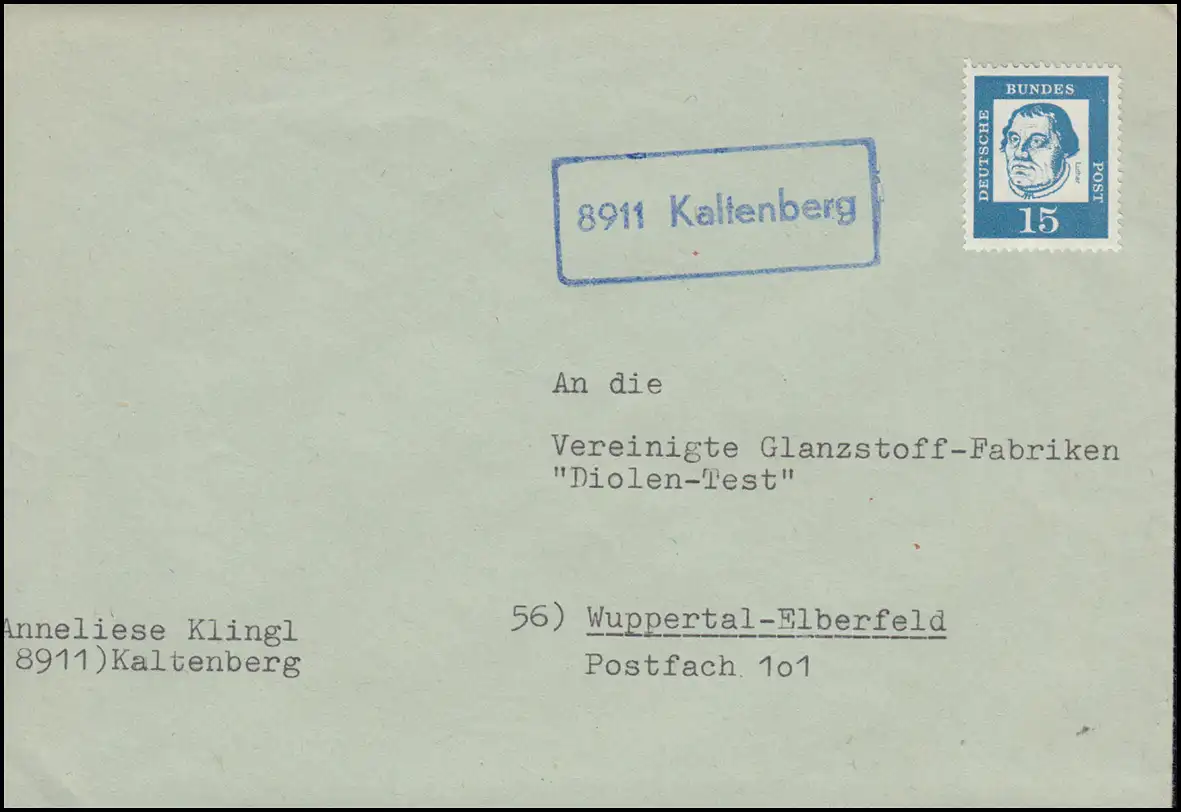 BUNDES
DEUTSCHE
POST
Luther
15
8911 Kaltenberg
An die
Vereinigte Glanzstoff-Fabriken
"Diolen-Test"
56) Wuppertal-Elberfeld
Postfach 1o1
Anneliese Klingl
8911)Kaltenberg